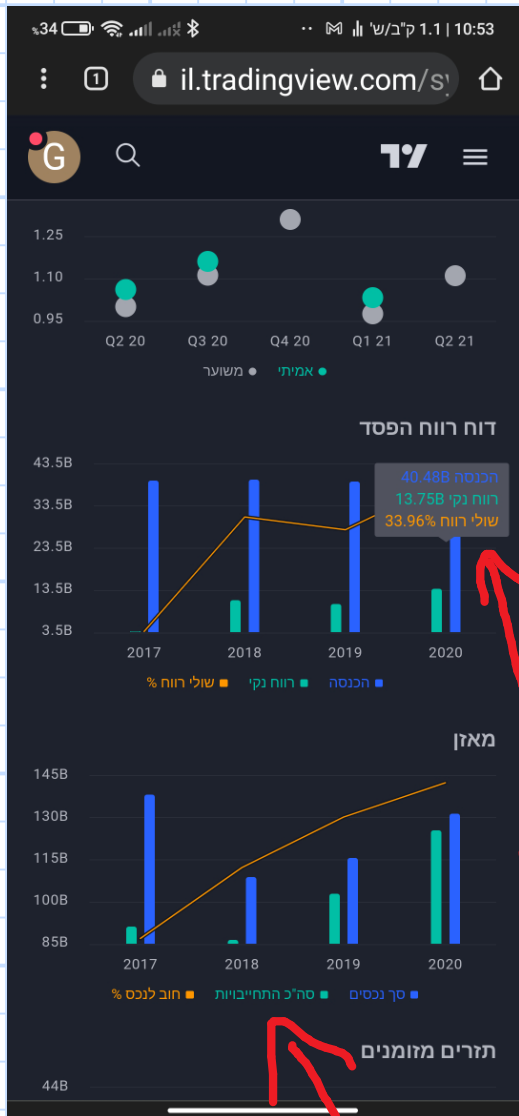 10:53 | 1.1 ק"ב/ש'
34%
1
il.tradingview.com/s
G
1.25
1.10
0.95
Q2 20 Q3 20 Q4 20 Q1 21 Q2 21
אמיתי משוער
דוח רווח הפסד
43.5B
33.5B
23.5B
13.5B
3.5B
הכנסה 40.48B
רווח נקי 13.75B
שולי רווח 33.96%
2017 2018 2019 2020
הכנסה רווח נקי שולי רווח %
מאזן
145B
130B
115B
100B
85B
2017 2018 2019 2020
סך נכסים סה"כ התחייבויות חוב לנכס %
תזרים מזומנים
44B